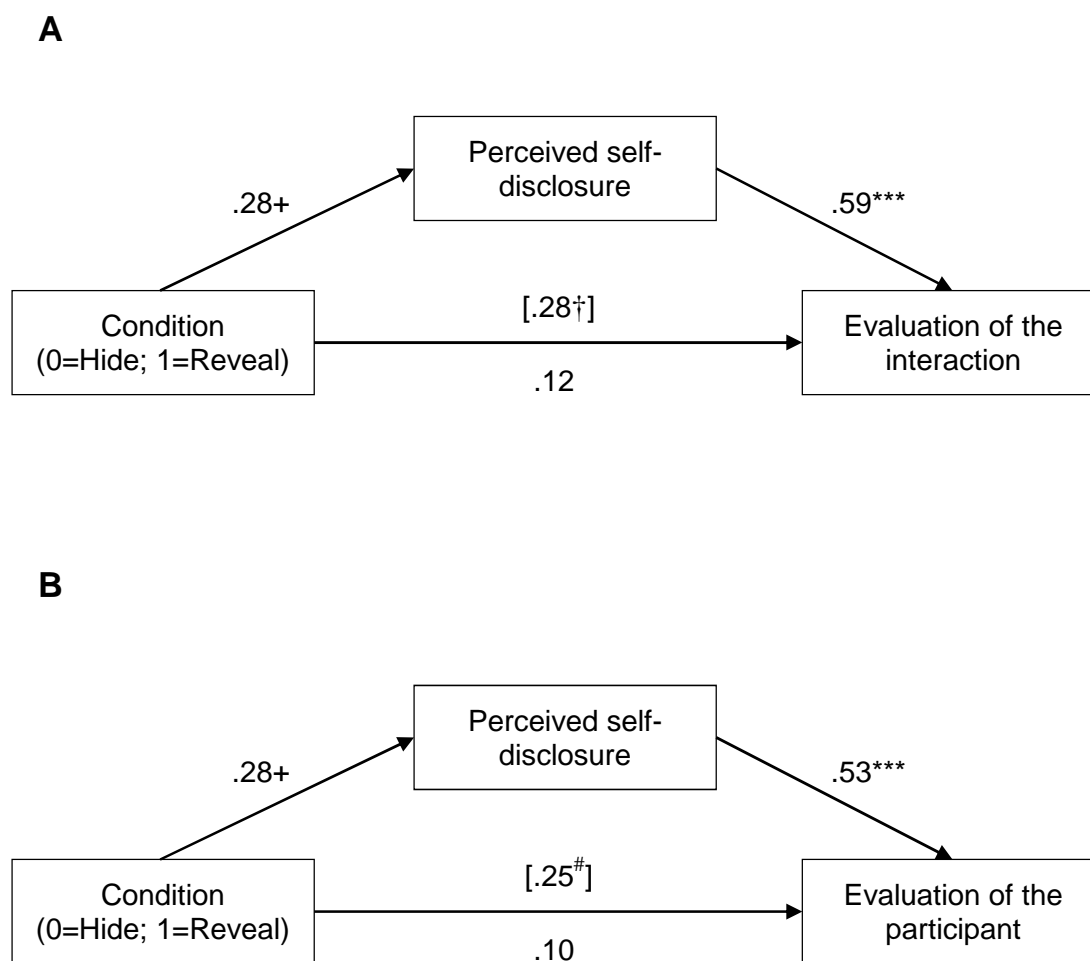 A
Perceived self-
disclosure
.28+
.59***
[.28†]
Condition
(0=Hide; 1=Reveal)
Evaluation of the
interaction
.12
B
Perceived self-
disclosure
.28+
.53***
[.25#]
Condition
(0=Hide; 1=Reveal)
Evaluation of the
participant
.10